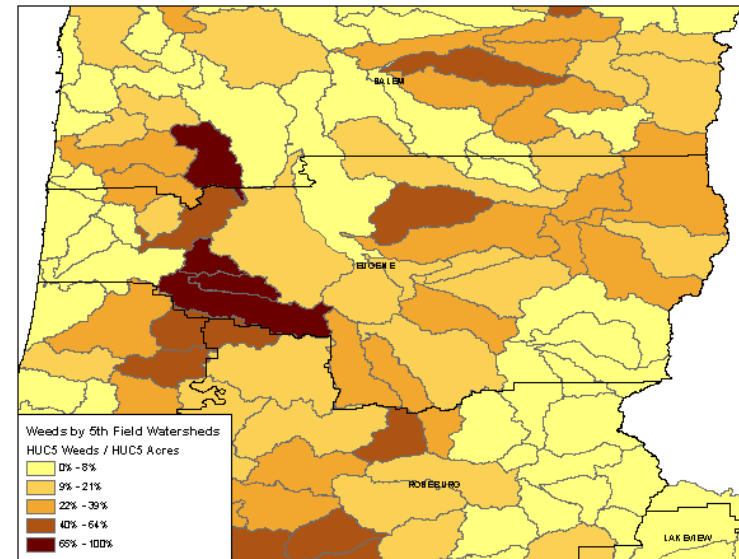 SALEM
EUGENE
ROSEBURG
LAKEVIEW
Weeds by 5th Field Watersheds
HUC5 Weeds / HUC5 Acres
0% - 8%
9% - 21%
22% - 39%
40% - 64%
65% - 100%